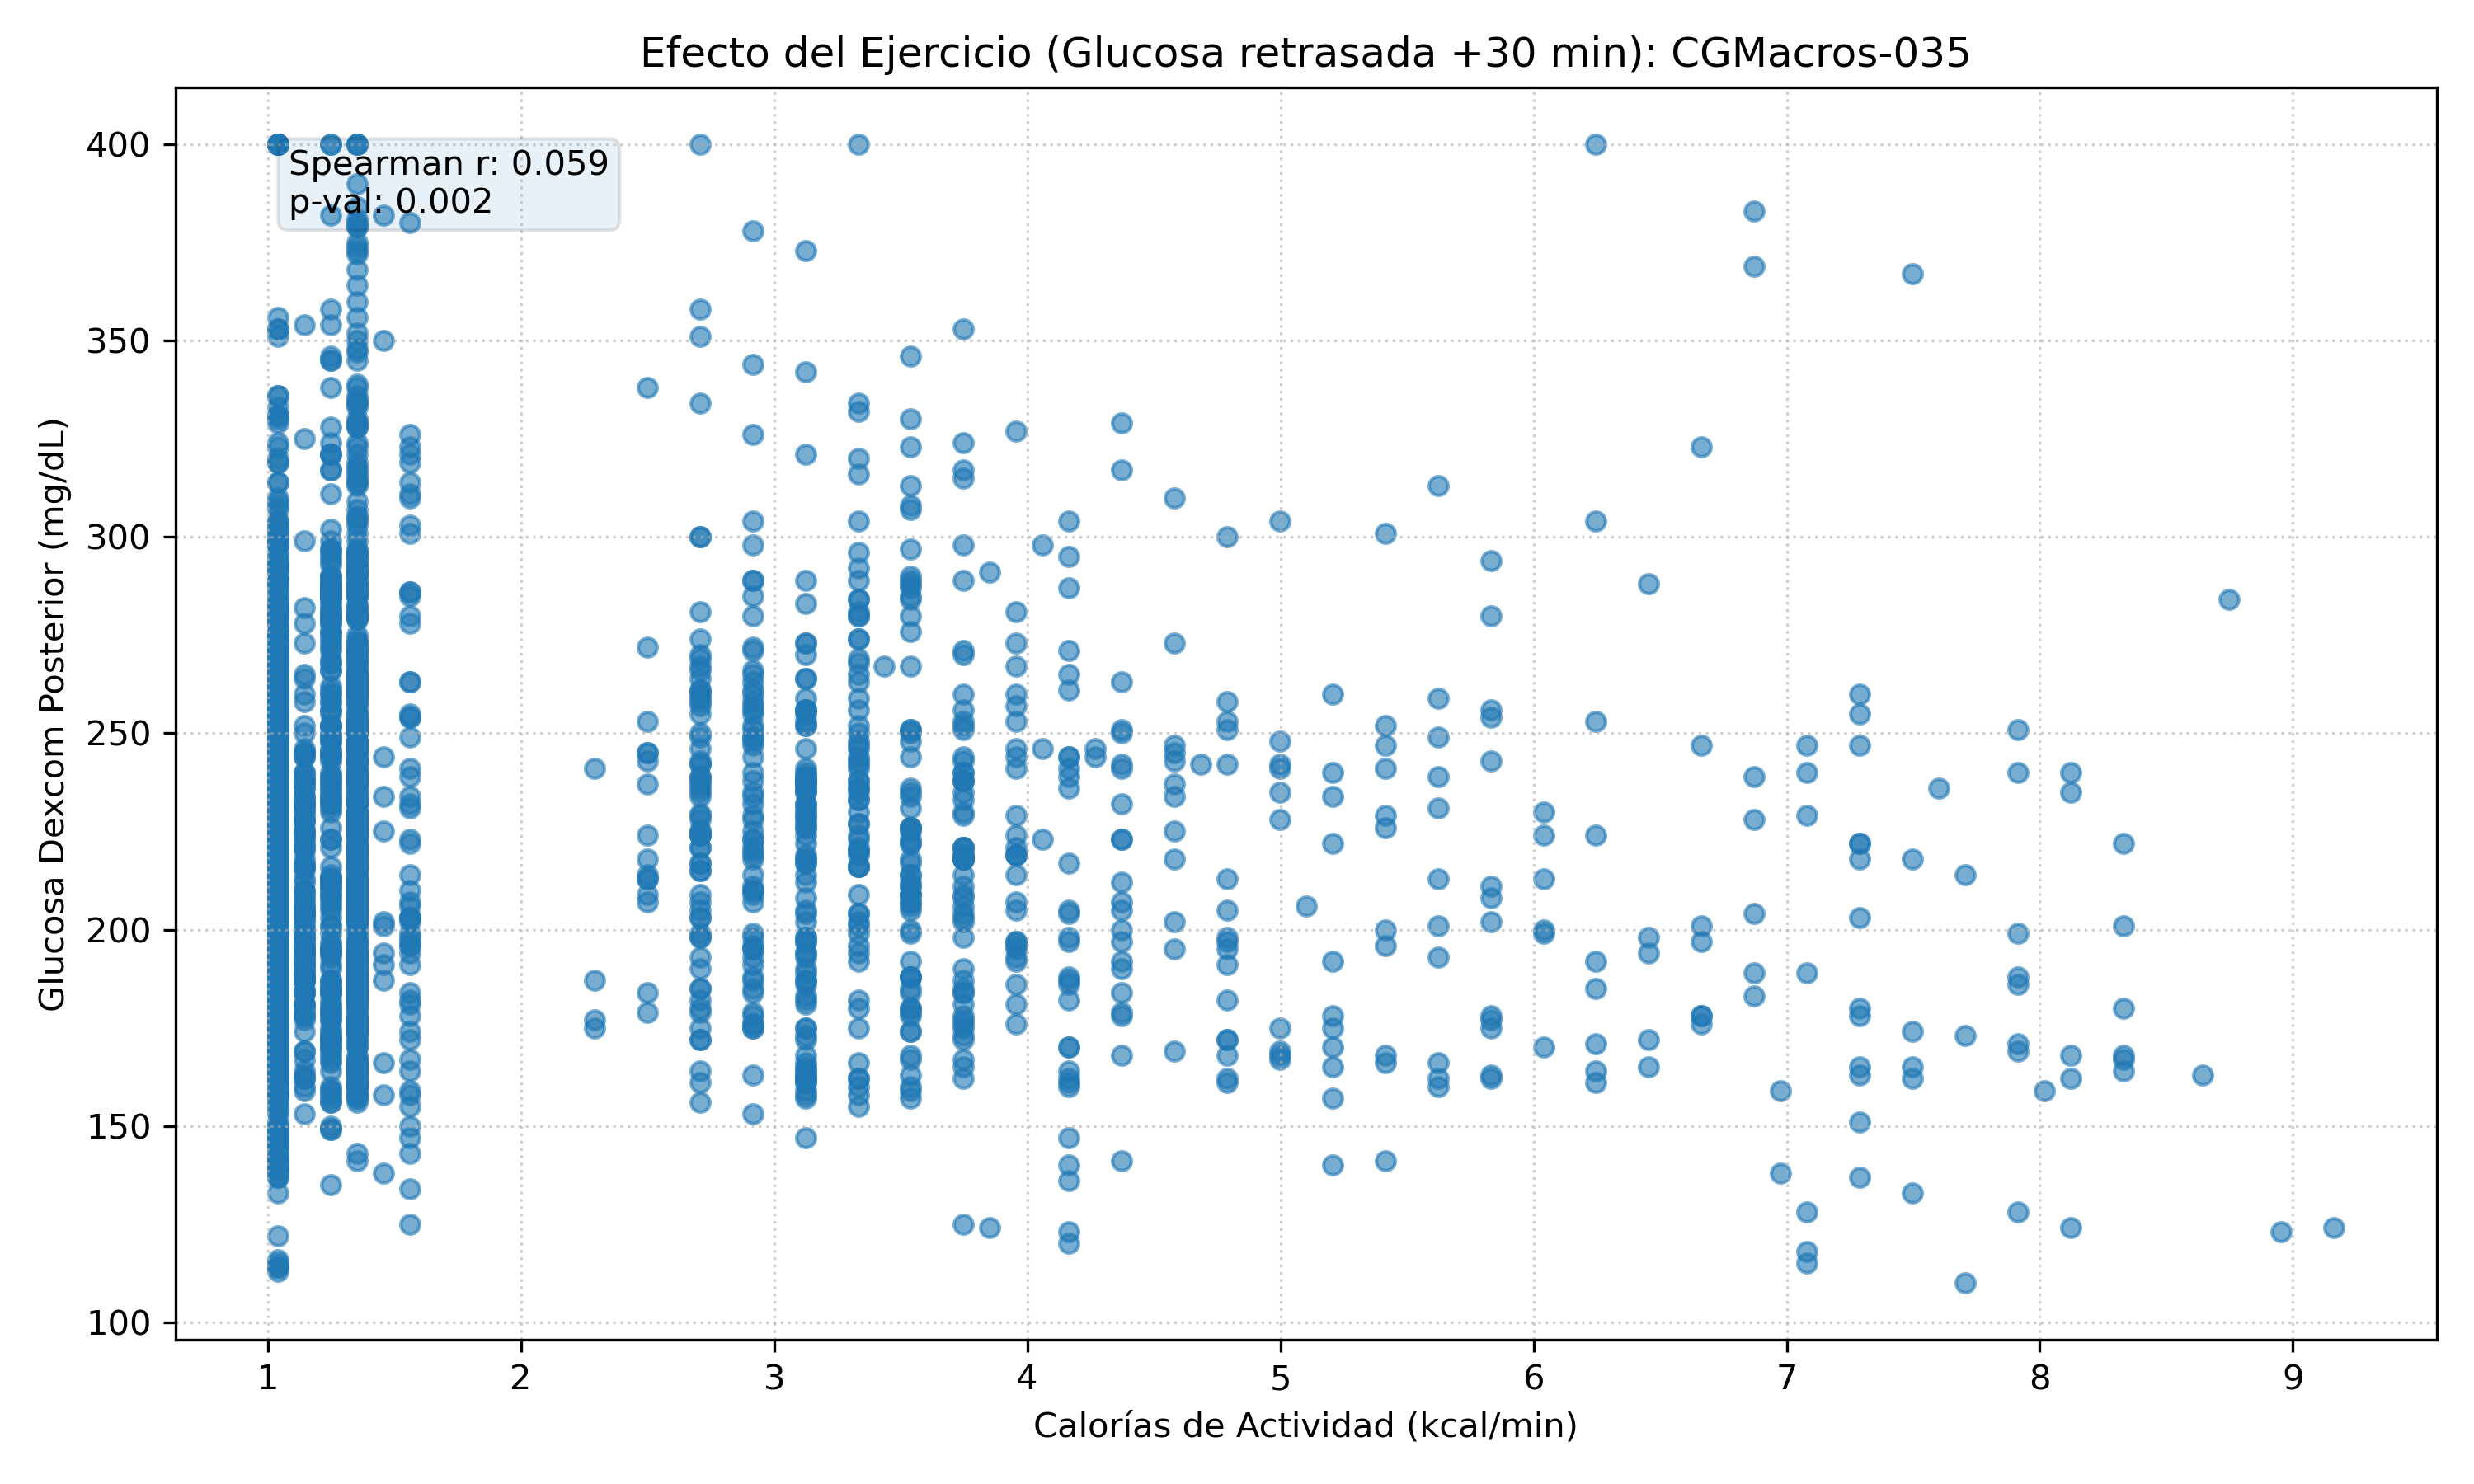 Efecto del Ejercicio (Glucosa retrasada +30 min): CGMacros-035
Spearman r: 0.059
p-val: 0.002
Glucosa Dexcom Posterior (mg/dL)
400
350
300
250
200
150
100
1 2 3 4 5 6 7 8 9
Calorías de Actividad (kcal/min)